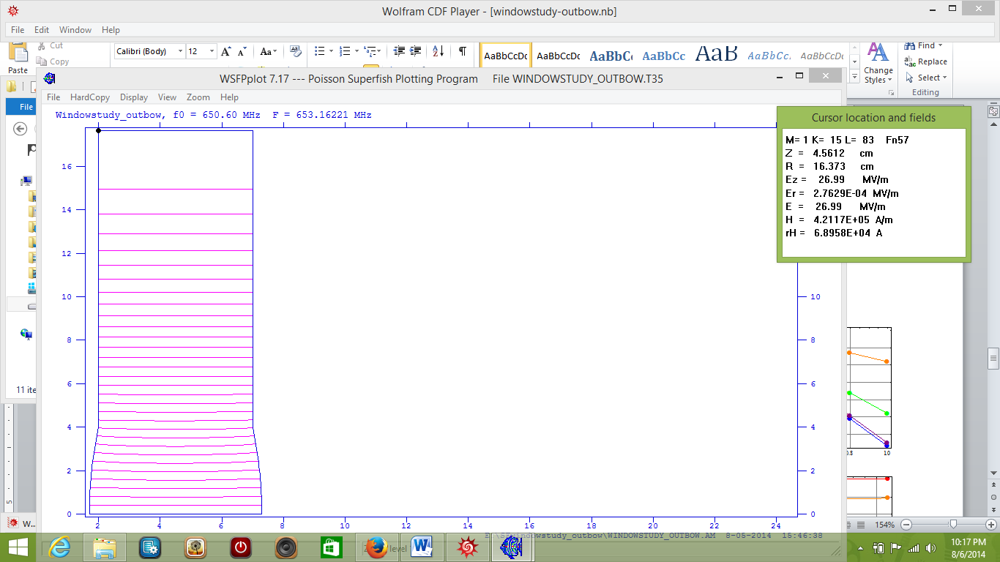 Wolfram CDF Player - [windowstudy-outbow.nb]
File Edit Window Help
Cut
Copy
Paste
Calibri (Body) 12
AaBbCcDc AaBbCcDc AaBbC AaBbCc AaB AaBbCc. AaBbCcDc
Change
Styles
Find
Replace
Select
Editing
File
WSFPplot 7.17 --- Poisson Superfish Plotting Program File WINDOWSTUDY_OUTBOW.T35
File HardCopy Display View Zoom Help
Windowstudy_outbow, f0 = 650.60 MHz F = 653.16221 MHz
Cursor location and fields
M= 1 K= 15 L= 83 Fn57
Z = 4.5612 cm
R = 16.373 cm
Ez = 26.99 MV/m
Er = 2.7629E-04 MV/m
E = 26.99 MV/m
H = 4.2117E+05 A/m
rH = 6.8958E+04 A
16
14
12
10 10
8 8
6 6
4 4
2 2
0 0
2 4 6 8 10 12 14 16 18 20 22 24
0.8 1.0
11 ite
5
W...
154%
WINDOWSTUDY_OUTBOW.AM 8-05-2014 15:46:38
10:17 PM
8/6/2014